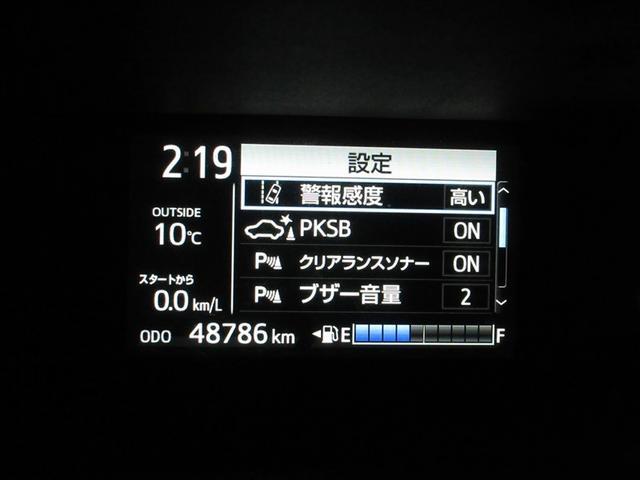 2:19
設定
警報感度 高い
OUTSIDE
10℃
PKSB ON
P クリアランスソナー ON
スタートから
0.0 km/L
P ブザー音量 2
ODO 48786 km
E F